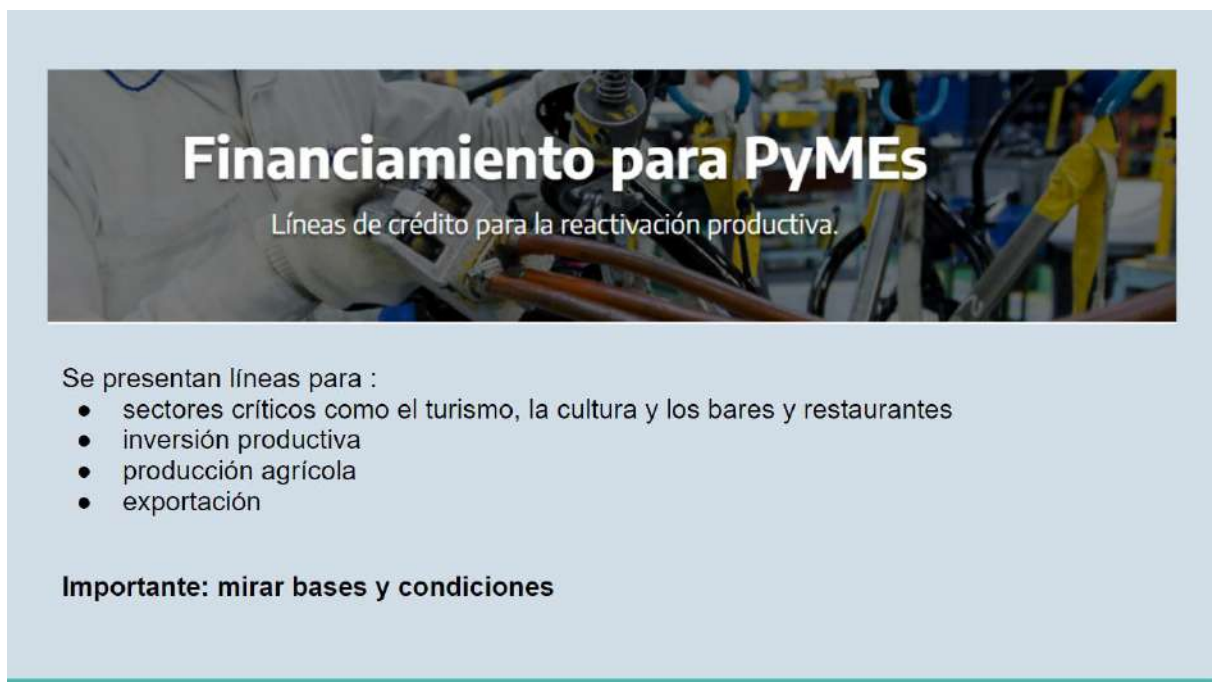 Financiamiento para PyMEs
Líneas de crédito para la reactivación productiva.
Se presentan líneas para :
● sectores críticos como el turismo, la cultura y los bares y restaurantes
● inversión productiva
● producción agrícola
● exportación
Importante: mirar bases y condiciones